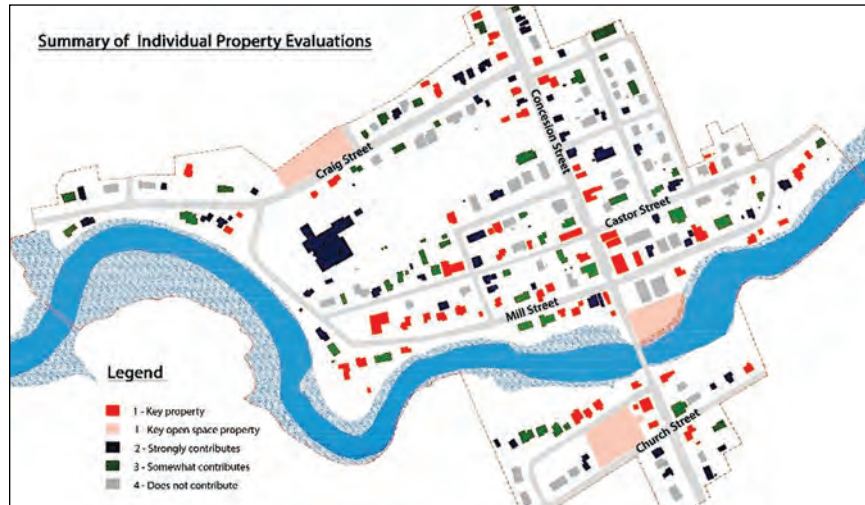 Summary of Individual Property Evaluations
Craig Street
Concesion Street
Castor Street
Mill Street
Church Street
Legend
1 - Key property
1 Key open space property
2 - Strongly contributes
3 - Somewhat contributes
4 - Does not contribute